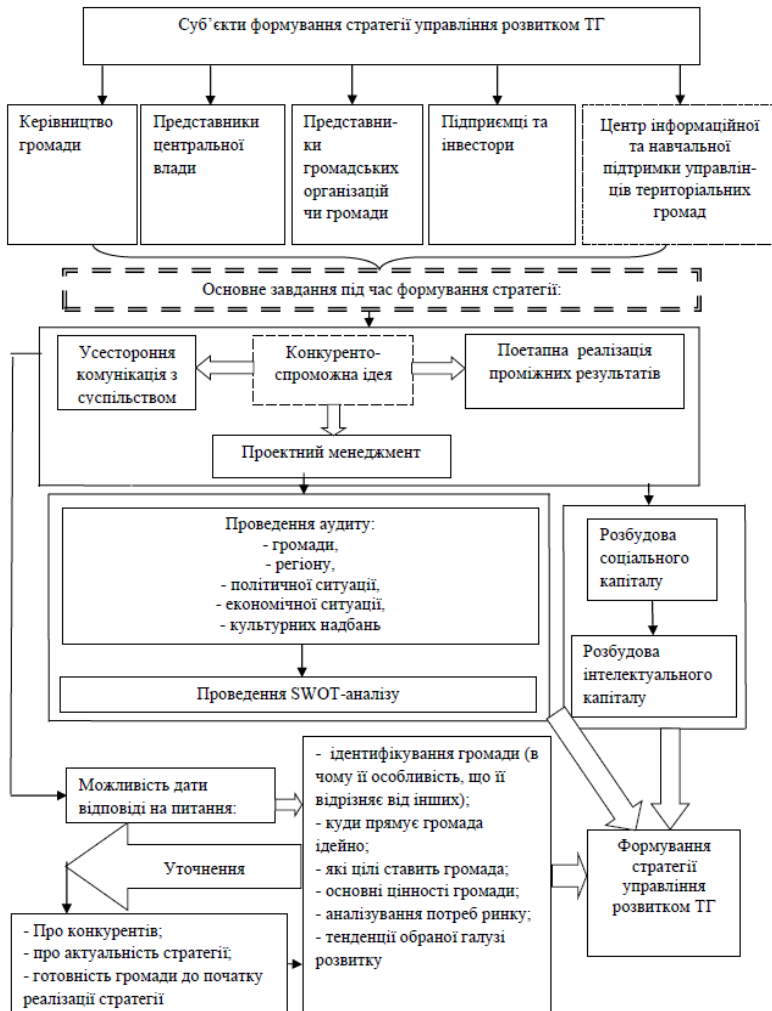 Суб’єкти формування стратегії управління розвитком ТГ
Керівництво
громади
Представники
центральної
влади
Представни-
ки
громадських
організацій
чи громади
Підприємці та
інвестори
Центр інформаційної
та навчальної
підтримки управлін-
ців територіальних
громад
Основне завдання під час формування стратегії:
Усестороння
комунікація з
суспільством
Конкуренто-
спроможна ідея
Поетапна реалізація
проміжних результатів
Проектний менеджмент
Проведення аудиту:
- громади,
- регіону,
- політичної ситуації,
- економічної ситуації,
- культурних надбань
Проведення SWOT-аналізу
Розбудова
соціального
капіталу
Розбудова
інтелектуального
капіталу
Можливість дати
відповіді на питання:
- ідентифікування громади (в
чому її особливість, що її
відрізняє від інших);
- куди прямує громада
ідейно;
- які цілі ставить громада;
- основні цінності громади;
- аналізування потреб ринку;
- тенденції обраної галузі
розвитку
Уточнення
- Про конкурентів;
- про актуальність стратегії;
- готовність громади до початку
реалізації стратегії
Формування
стратегії
управління
розвитком ТГ